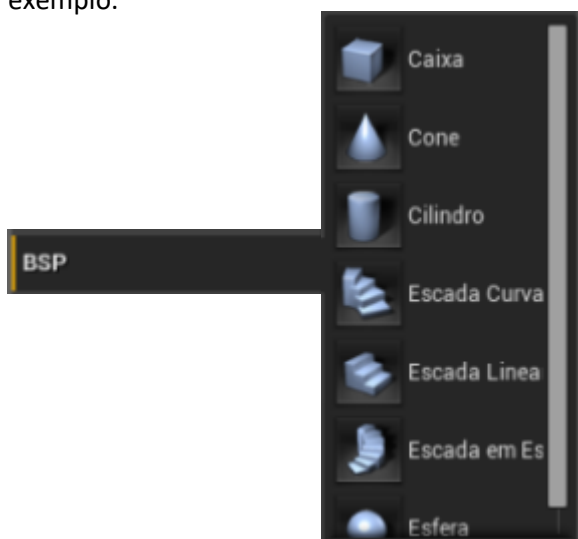 exemplo:
Caixa
Cone
Cilindro
BSP
Escada Curva
Escada Linea
Escada em Es
Esfera